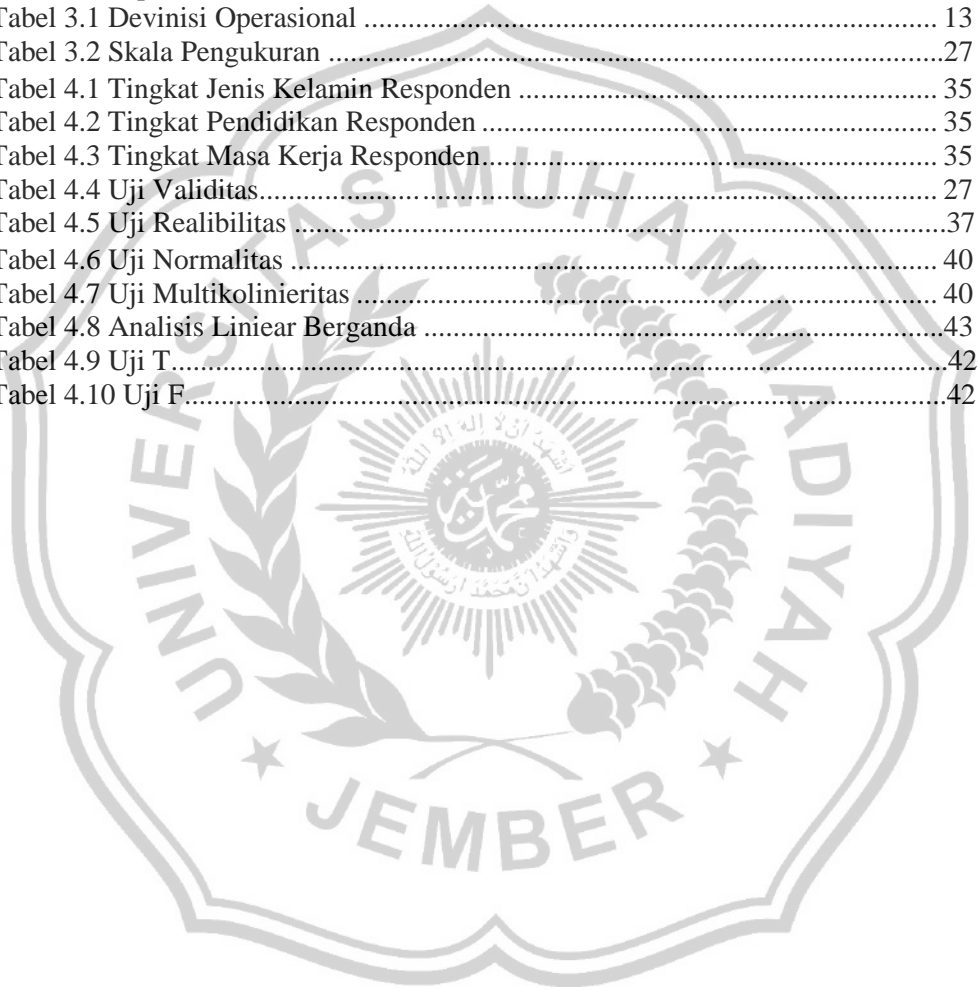 Tabel 3.1 Devinisi Operasional ........................................................................ 13
Tabel 3.2 Skala Pengukuran .............................................................................27
Tabel 4.1 Tingkat Jenis Kelamin Responden .................................................... 35
Tabel 4.2 Tingkat Pendidikan Responden ......................................................... 35
Tabel 4.3 Tingkat Masa Kerja Responden......................................................... 35
Tabel 4.4 Uji Validitas..................................................................................... 27
Tabel 4.5 Uji Realibilitas ..................................................................................37
Tabel 4.6 Uji Normalitas ................................................................................. 40
Tabel 4.7 Uji Multikolinieritas ......................................................................... 40
Tabel 4.8 Analisis Liniear Berganda .................................................................43
Tabel 4.9 Uji T..................................................................................................42
Tabel 4.10 Uji F................................................................................................42
UNIVERSITAS MUHAMMADIYAH
JEMBER